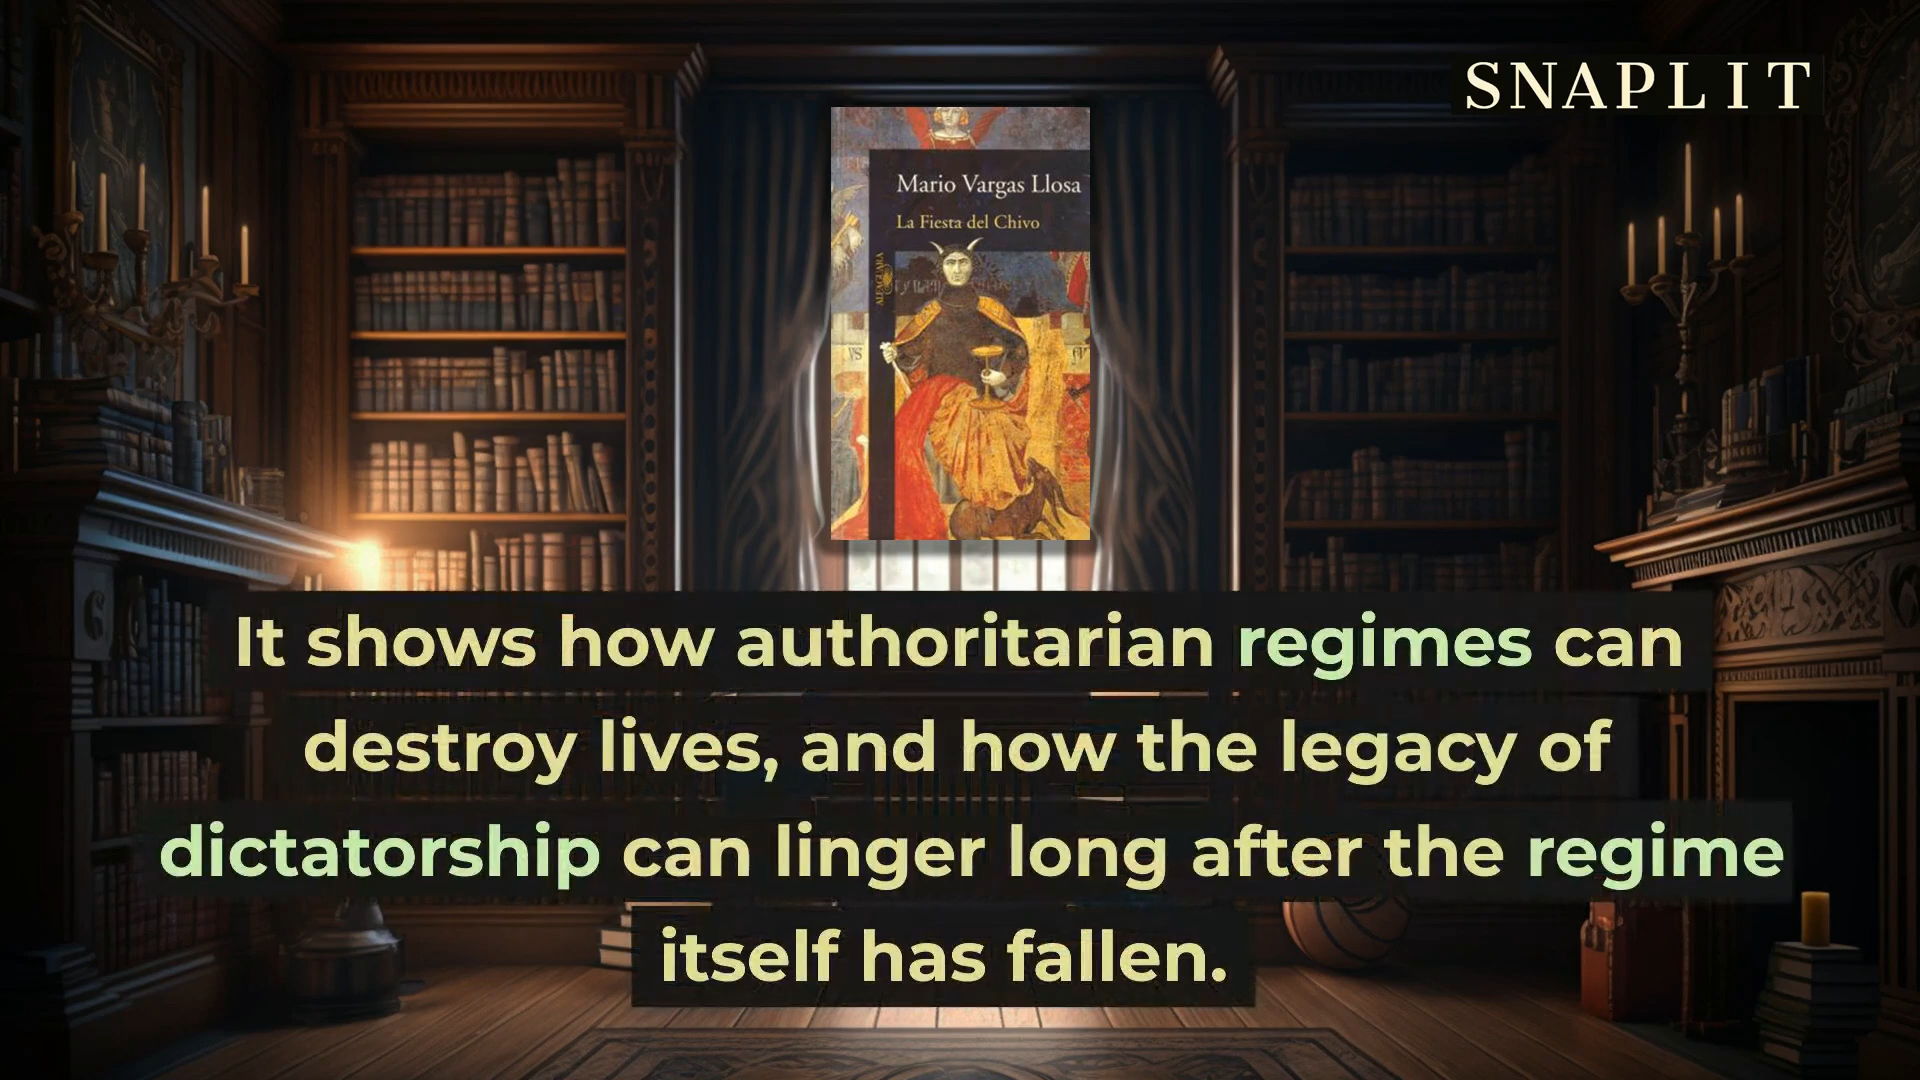 SNAPLIT
Mario Vargas Llosa
La Fiesta del Chivo
ALFAGUARA
It shows how authoritarian regimes can
destroy lives, and how the legacy of
dictatorship can linger long after the regime
itself has fallen.